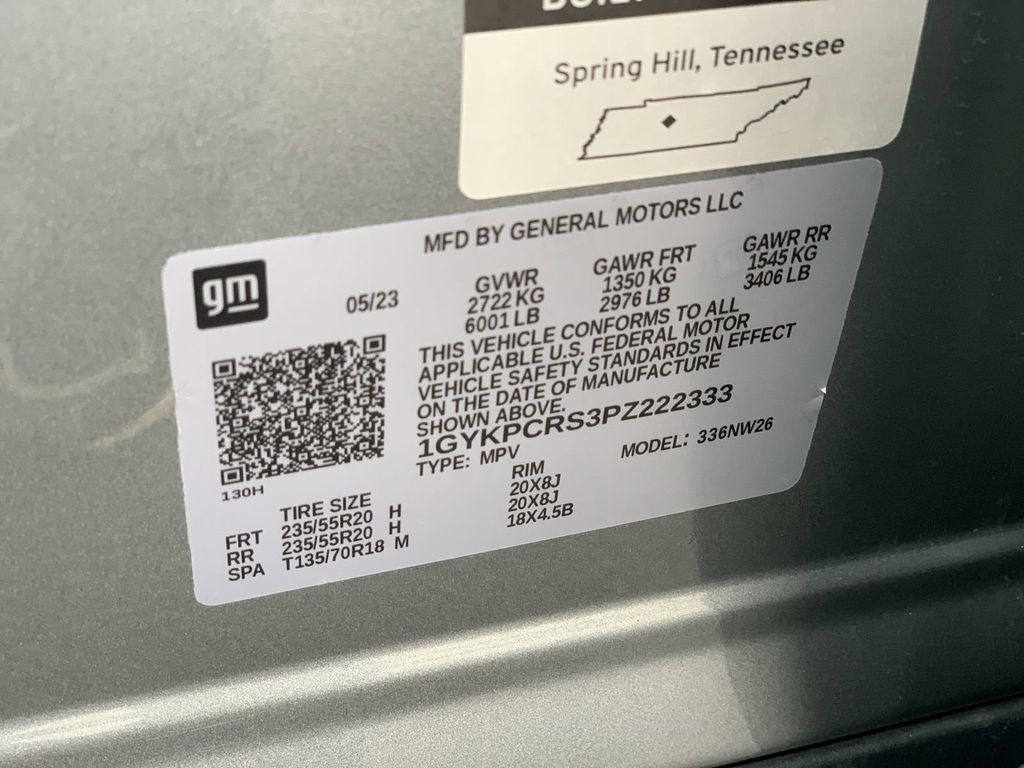 Spring Hill, Tennessee
MFD BY GENERAL MOTORS LLC
gm
05/23
GVWR GAWR FRT GAWR RR
2722 KG 1350 KG 1545 KG
6001 LB 2976 LB 3406 LB
THIS VEHICLE CONFORMS TO ALL
APPLICABLE U.S. FEDERAL MOTOR
VEHICLE SAFETY STANDARDS IN EFFECT
ON THE DATE OF MANUFACTURE
SHOWN ABOVE.
1GYKPCRS3PZ222333
TYPE: MPV MODEL: 336NW26
130H
TIRE SIZE RIM
FRT 235/55R20 H 20X8J
RR 235/55R20 H 20X8J
SPA T135/70R18 M 18X4.5B